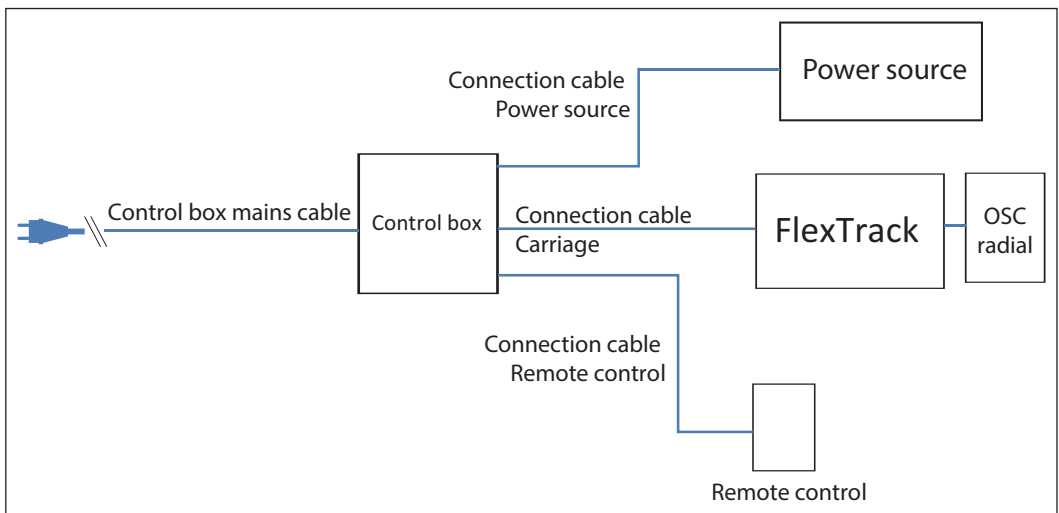 Connection cable
Power source
Power source
Control box mains cable
Control box
Connection cable
Carriage
FlexTrack
OSC
radial
Connection cable
Remote control
Remote control